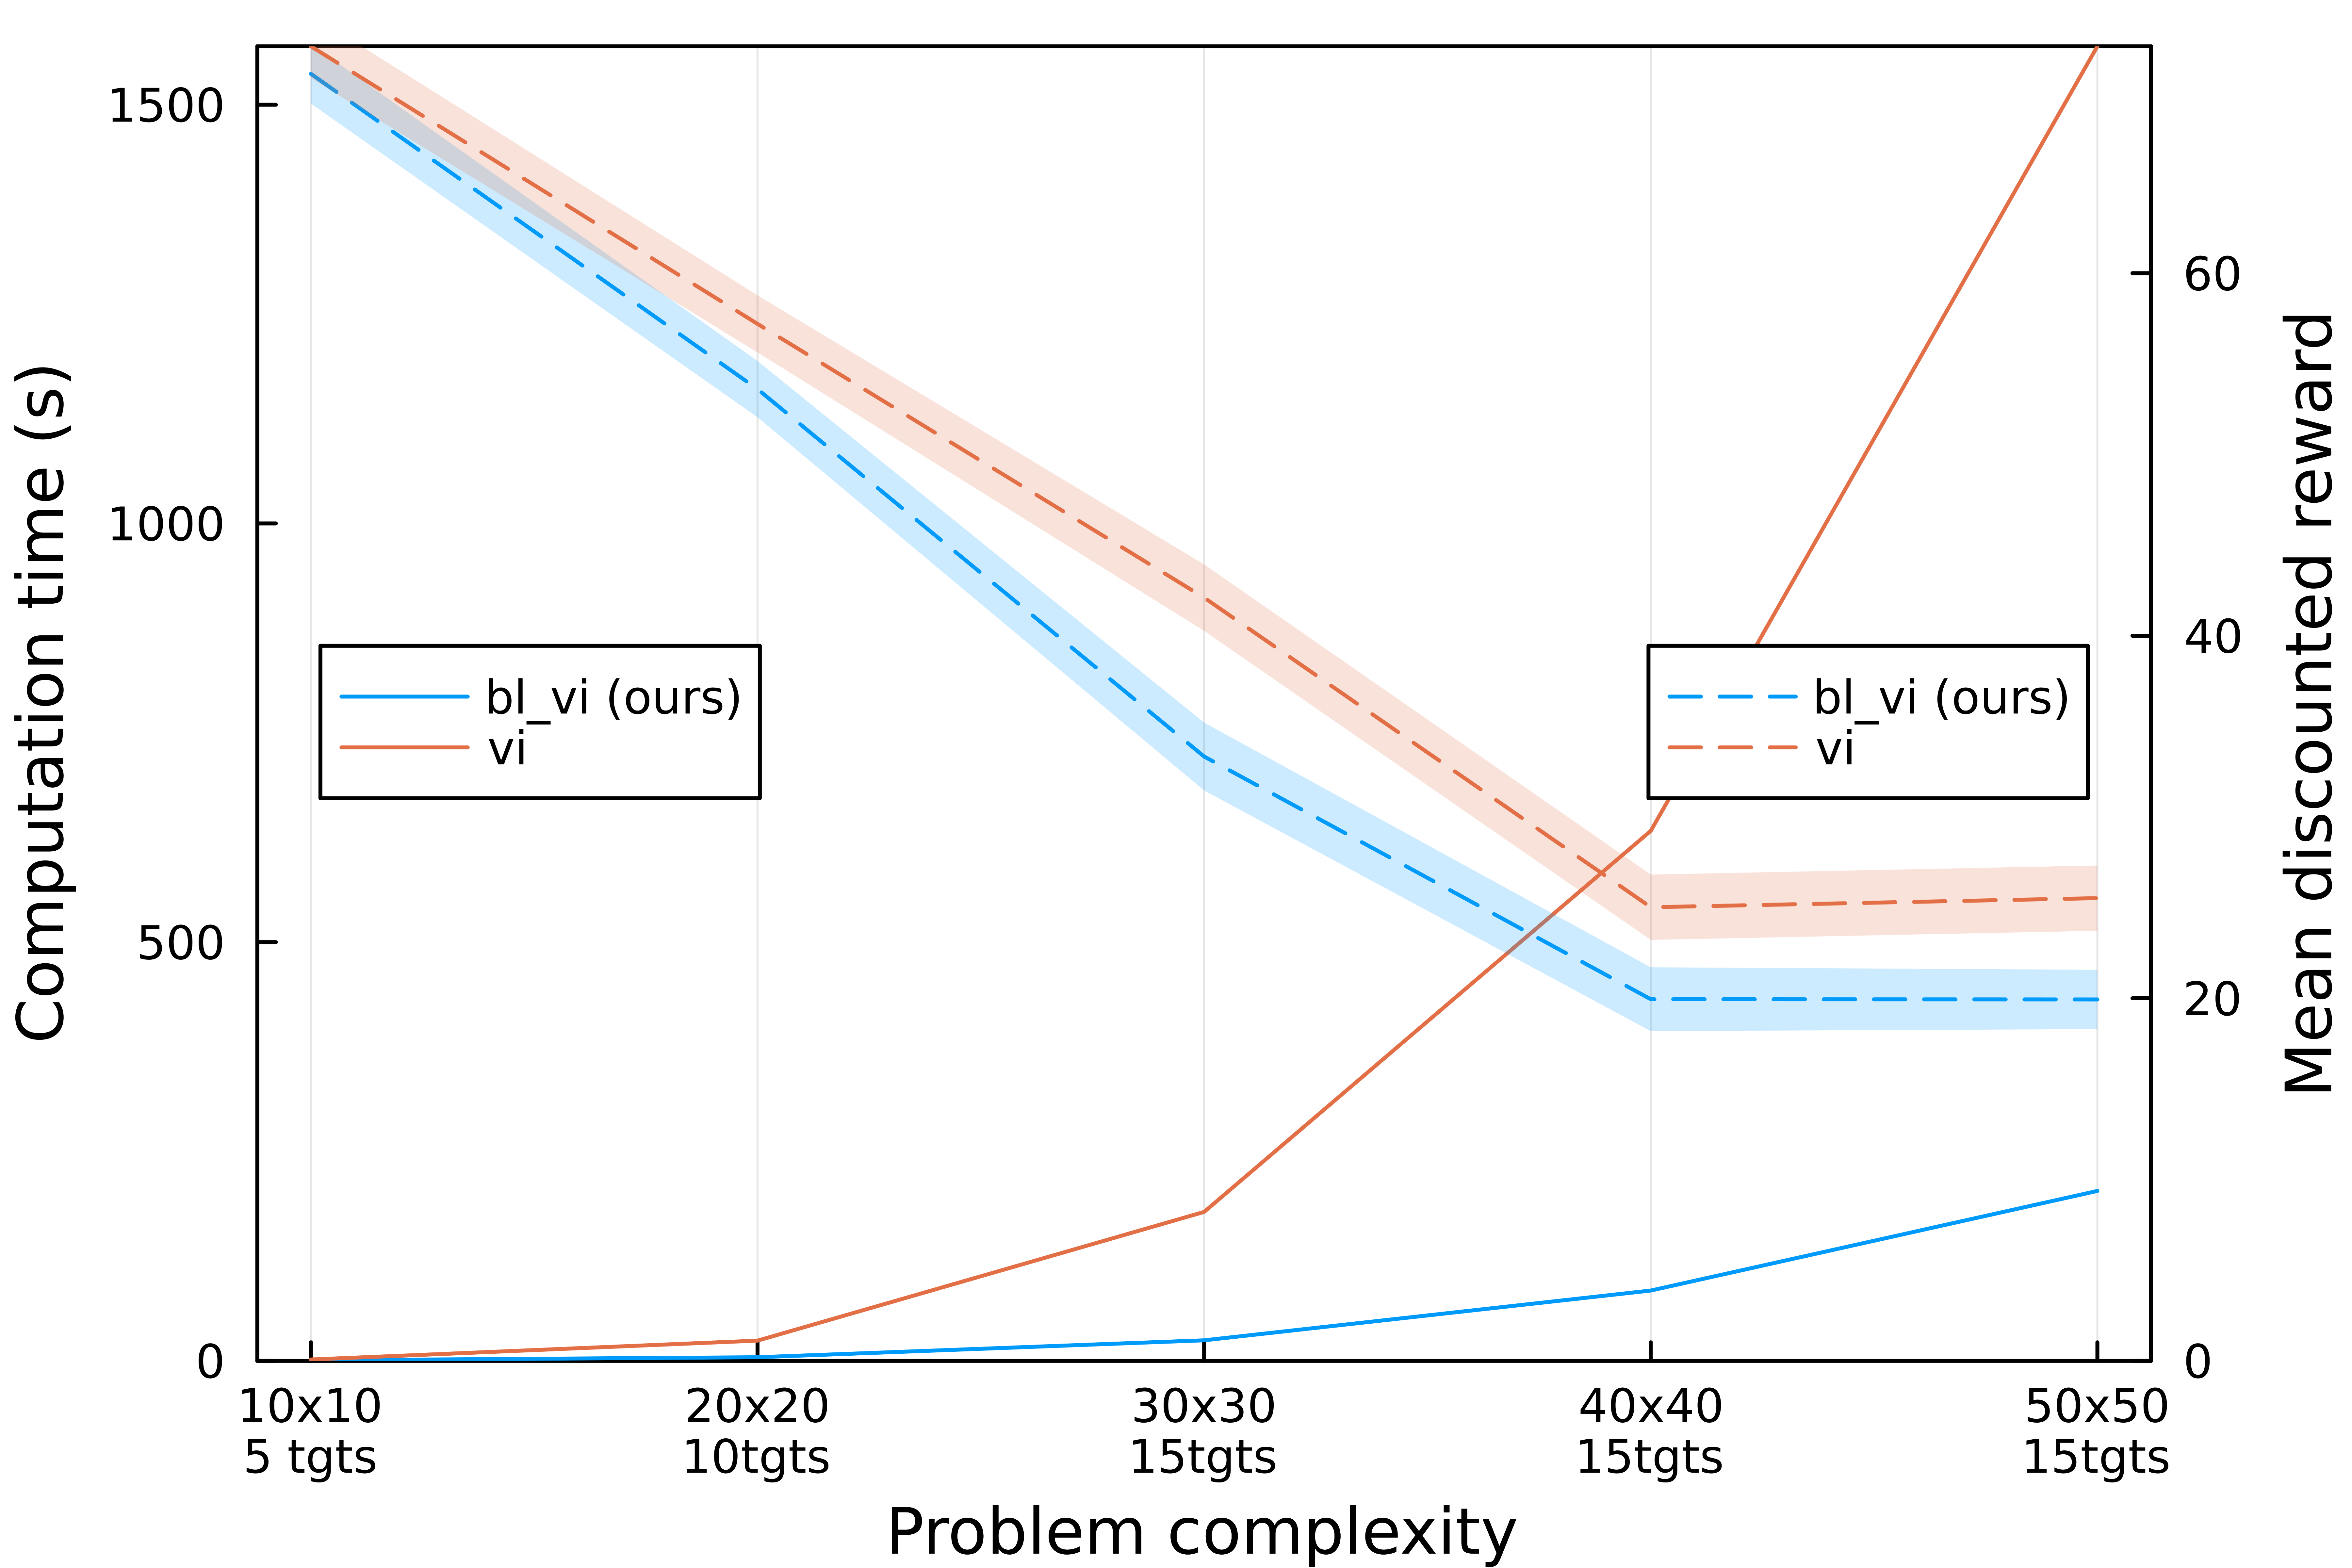 Computation time (s)
1500
1000
500
0
bl_vi (ours)
vi
bl_vi (ours)
vi
60
40
20
0
Mean discounted reward
10x10
5 tgts
20x20
10tgts
30x30
15tgts
40x40
15tgts
50x50
15tgts
Problem complexity